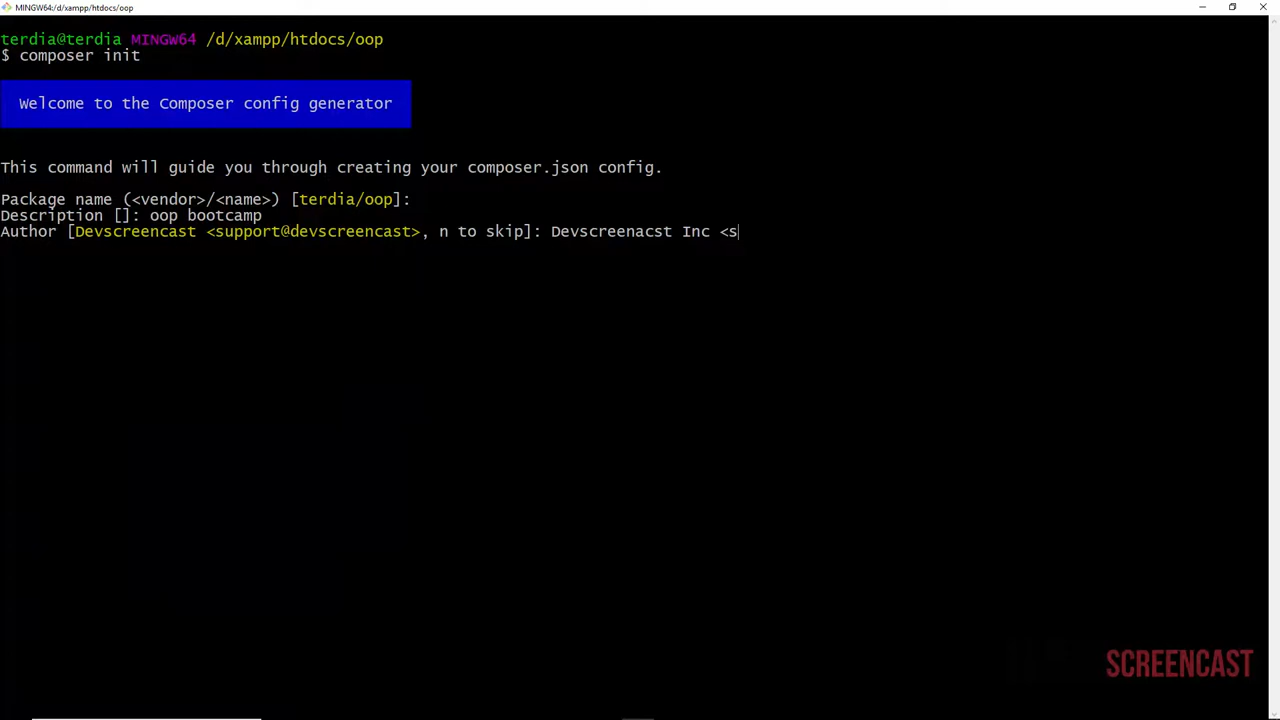 MINGW64:/d/xampp/htdocs/oop
terdia@terdia MINGW64 /d/xampp/htdocs/oop
$ composer init
Welcome to the Composer config generator
This command will guide you through creating your composer.json config.
Package name (<vendor>/<name>) [terdia/oop]:
Description []: oop bootcamp
Author [Devscreencast <support@devscreencast>, n to skip]: Devscreenacst Inc <s
SCREENCAST